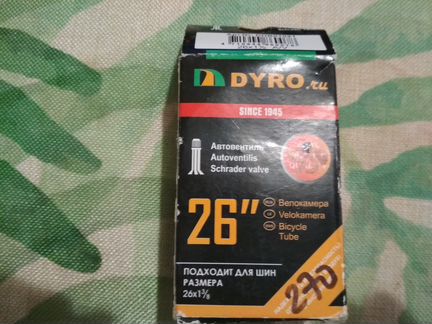 DYRO.ru
SINCE 1945
Автовентиль
Autoventilis
Schrader valve
26"
Велокамера
Velokamera
Bicycle
Tube
ПОДХОДИТ ДЛЯ ШИН
РАЗМЕРА
26x1⅜
270